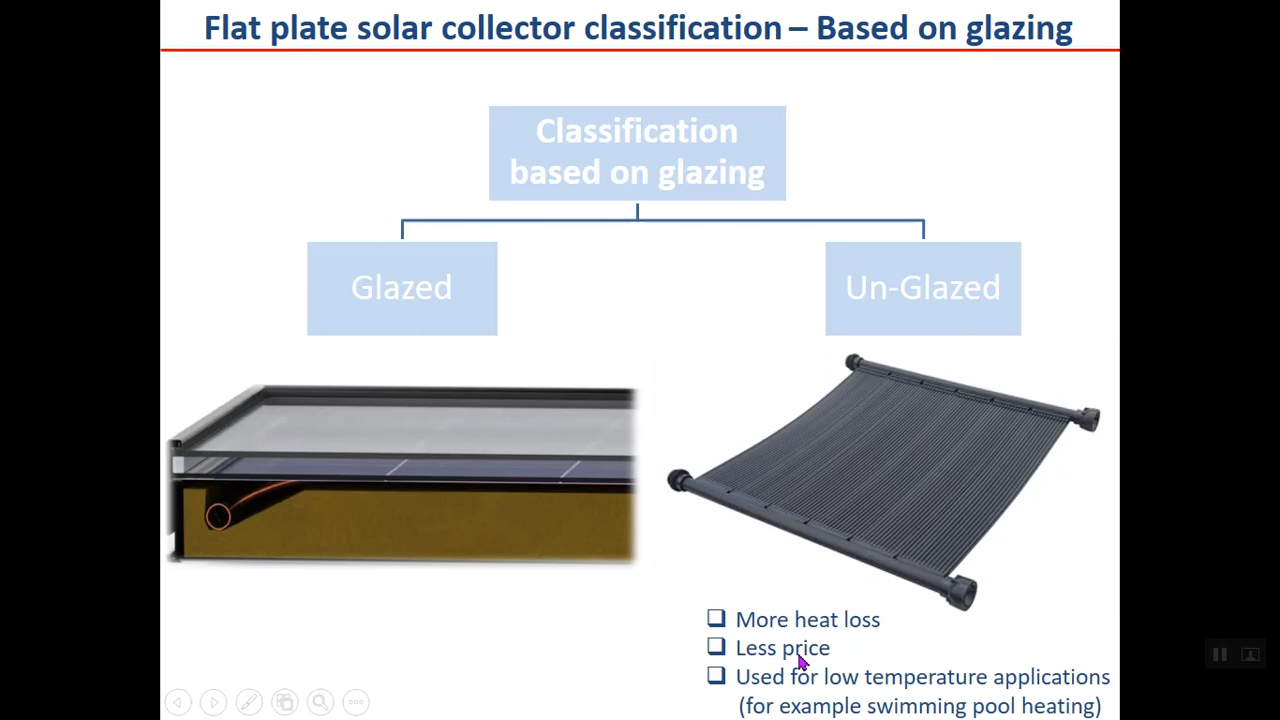 Flat plate solar collector classification – Based on glazing
Classification
based on glazing
Glazed
Un-Glazed
❑ More heat loss
❑ Less price
❑ Used for low temperature applications
(for example swimming pool heating)